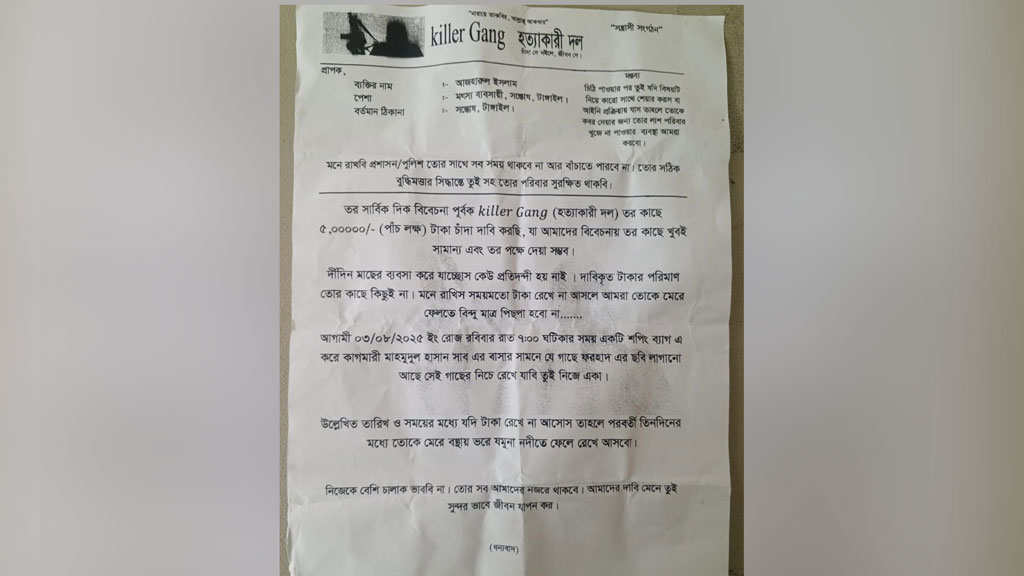 "নারায়ে তাকবির, আল্লাহু আকবার"
killer Gang হত্যাকারী দল
"সন্ত্রাসী সংগঠন"
চাঁদা দে নইলে, জীবন দে।
প্রাপক,
ব্যক্তির নাম :- আজহারুল ইসলাম
পেশা :- মৎস্য ব্যবসায়ী, সন্তোষ, টাঙ্গাইল।
বর্তমান ঠিকানা :- সন্তোষ, টাঙ্গাইল।
মন্তব্য
চিঠি পাওয়ার পর তুই যদি বিষয়টি
নিয়ে কারো সাথে শেয়ার করস বা
আইনি প্রক্রিয়ায় যাস তাহলে তোকে
কবর দেয়ার জন্য তোর লাশ পরিবার
খুজে না পাওয়ার ব্যবস্থা আমরা
করবো।
মনে রাখবি প্রশাসন/পুলিশ তোর সাথে সব সময় থাকবে না আর বাঁচাতে পারবে না। তোর সঠিক
বুদ্ধিমত্তার সিদ্ধান্তে তুই সহ তোর পরিবার সুরক্ষিত থাকবি।
তর সার্বিক দিক বিবেচনা পূর্বক killer Gang (হত্যাকারী দল) তর কাছে
৫,০০০০০/- (পাঁচ লক্ষ) টাকা চাঁদা দাবি করছি, যা আমাদের বিবেচনায় তর কাছে খুবই
সামান্য এবং তর পক্ষে দেয়া সম্ভব।
র্দীদিন মাছের ব্যবসা করে যাচ্ছোস কেউ প্রতিদন্দী হয় নাই । দাবিকৃত টাকার পরিমাণ
তোর কাছে কিছুই না। মনে রাখিস সময়মতো টাকা রেখে না আসলে আমরা তোকে মেরে
ফেলতে বিন্দু মাত্র পিছপা হবো না.......
আগামী ০৩/০৮/২০২৫ ইং রোজ রবিবার রাত ৭:০০ ঘটিকার সময় একটি শপিং ব্যাগ এ
করে কাগমারী মাহমুদুল হাসান সাব এর বাসার সামনে যে গাছে ফরহাদ এর ছবি লাগানো
আছে সেই গাছের নিচে রেখে যাবি তুই নিজে একা।
উল্লেখিত তারিখ ও সময়ের মধ্যে যদি টাকা রেখে না আসোস তাহলে পরবর্তী তিনদিনের
মধ্যে তোকে মেরে বস্থায় ভরে যমুনা নদীতে ফেলে রেখে আসবো।
নিজেকে বেশি চালাক ভাববি না। তোর সব আমাদের নজরে থাকবে। আমাদের দাবি মেনে তুই
সুন্দর ভাবে জীবন যাপন কর।
(ধন্যবাদ)